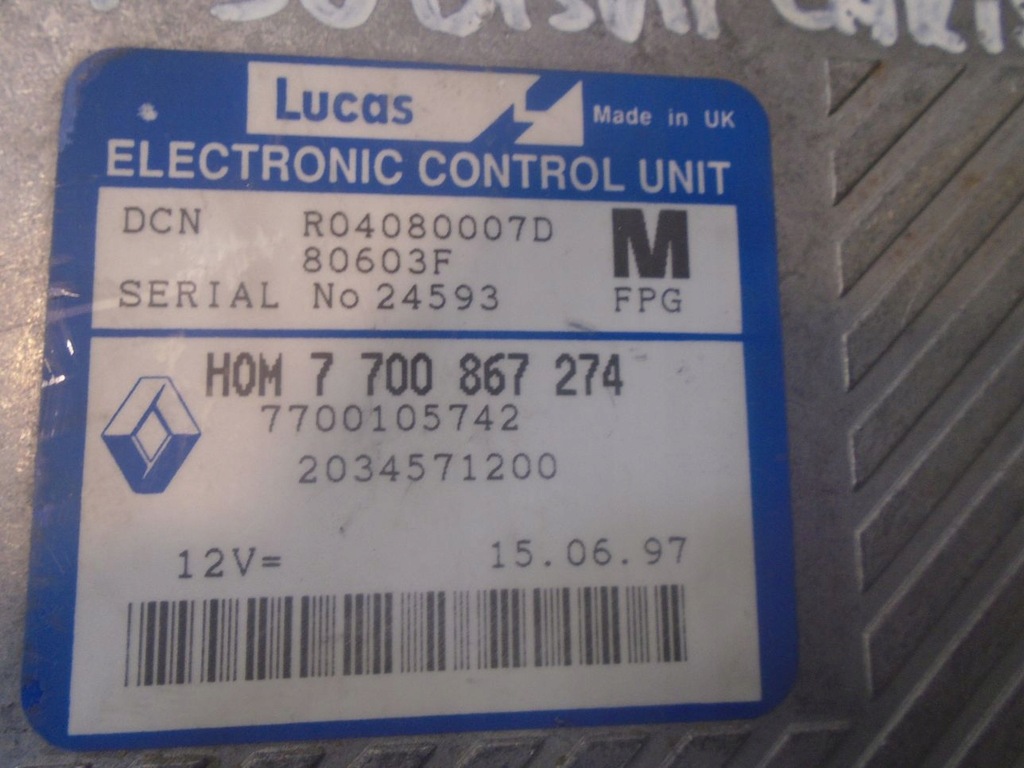 Lucas
Made in UK
ELECTRONIC CONTROL UNIT
DCN R04080007D M
80603F
SERIAL No 24593 FPG
HOM 7 700 867 274
7700105742
2034571200
12V= 15.06.97